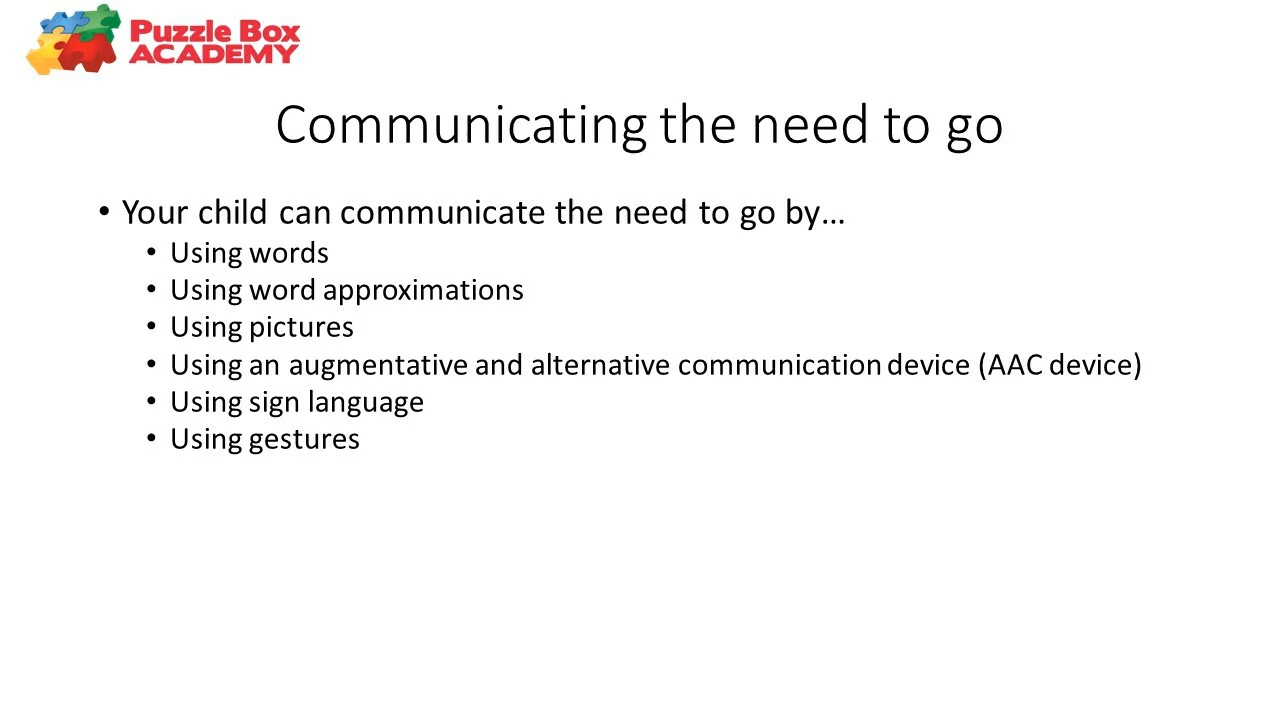 Puzzle Box
ACADEMY
Communicating the need to go
• Your child can communicate the need to go by…
• Using words
• Using word approximations
• Using pictures
• Using an augmentative and alternative communication device (AAC device)
• Using sign language
• Using gestures